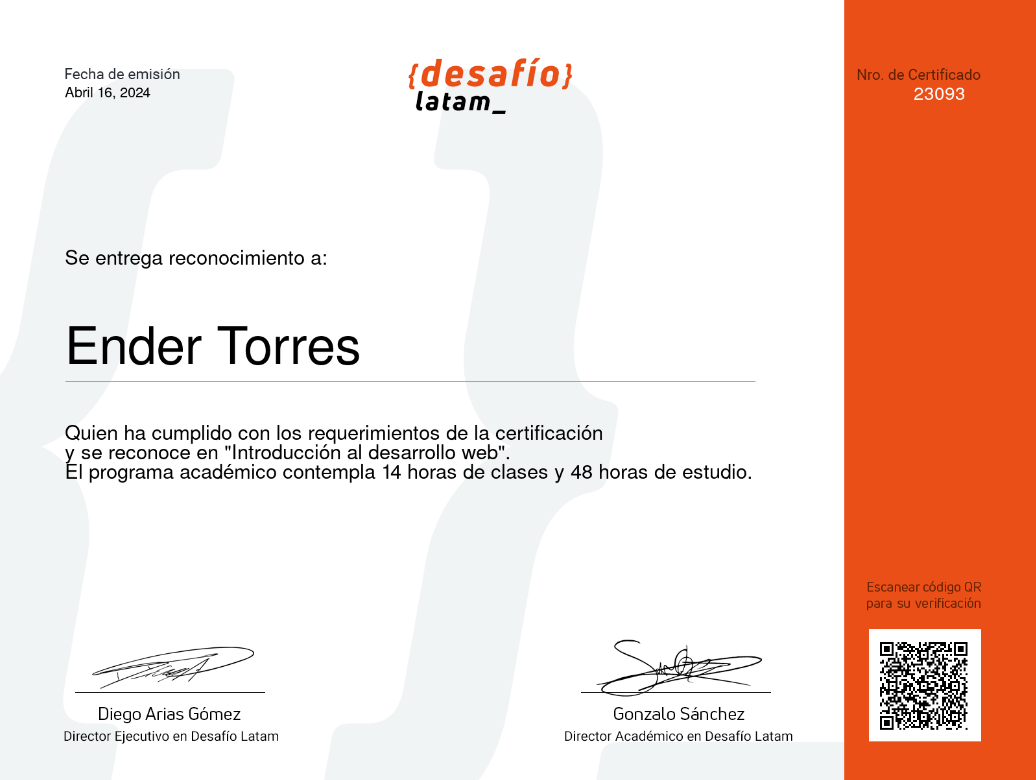 Fecha de emisión
Abril 16, 2024
{desafío}
latam_
Nro. de Certificado
23093
Se entrega reconocimiento a:
Ender Torres
Quien ha cumplido con los requerimientos de la certificación
y se reconoce en "Introducción al desarrollo web".
El programa académico contempla 14 horas de clases y 48 horas de estudio.
Escanear código QR
para su verificación
Diego Arias Gómez
Director Ejecutivo en Desafío Latam
Gonzalo Sánchez
Director Académico en Desafío Latam